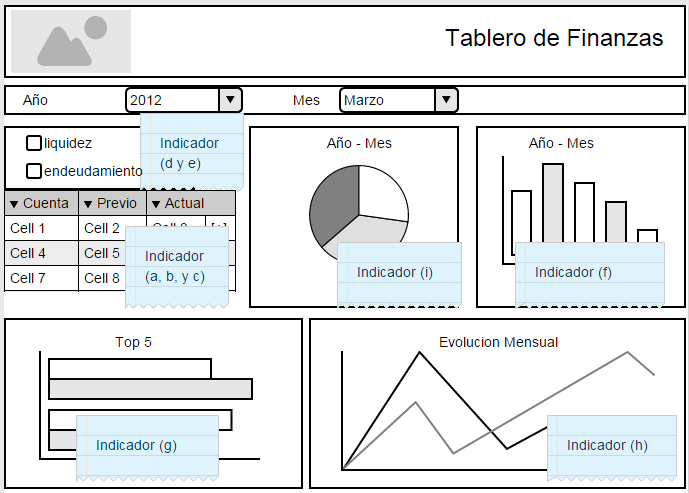 Tablero de Finanzas
Año 2012 Mes Marzo
liquidez
endeudamiento
Indicador
(d y e)
Cuenta Previo Actual
Cell 1 Cell 2
Cell 4 Cell 5
Cell 7 Cell 8
Indicador
(a, b, y c)
Año - Mes
Indicador (i)
Año - Mes
Indicador (f)
Top 5
Indicador (g)
Evolucion Mensual
Indicador (h)